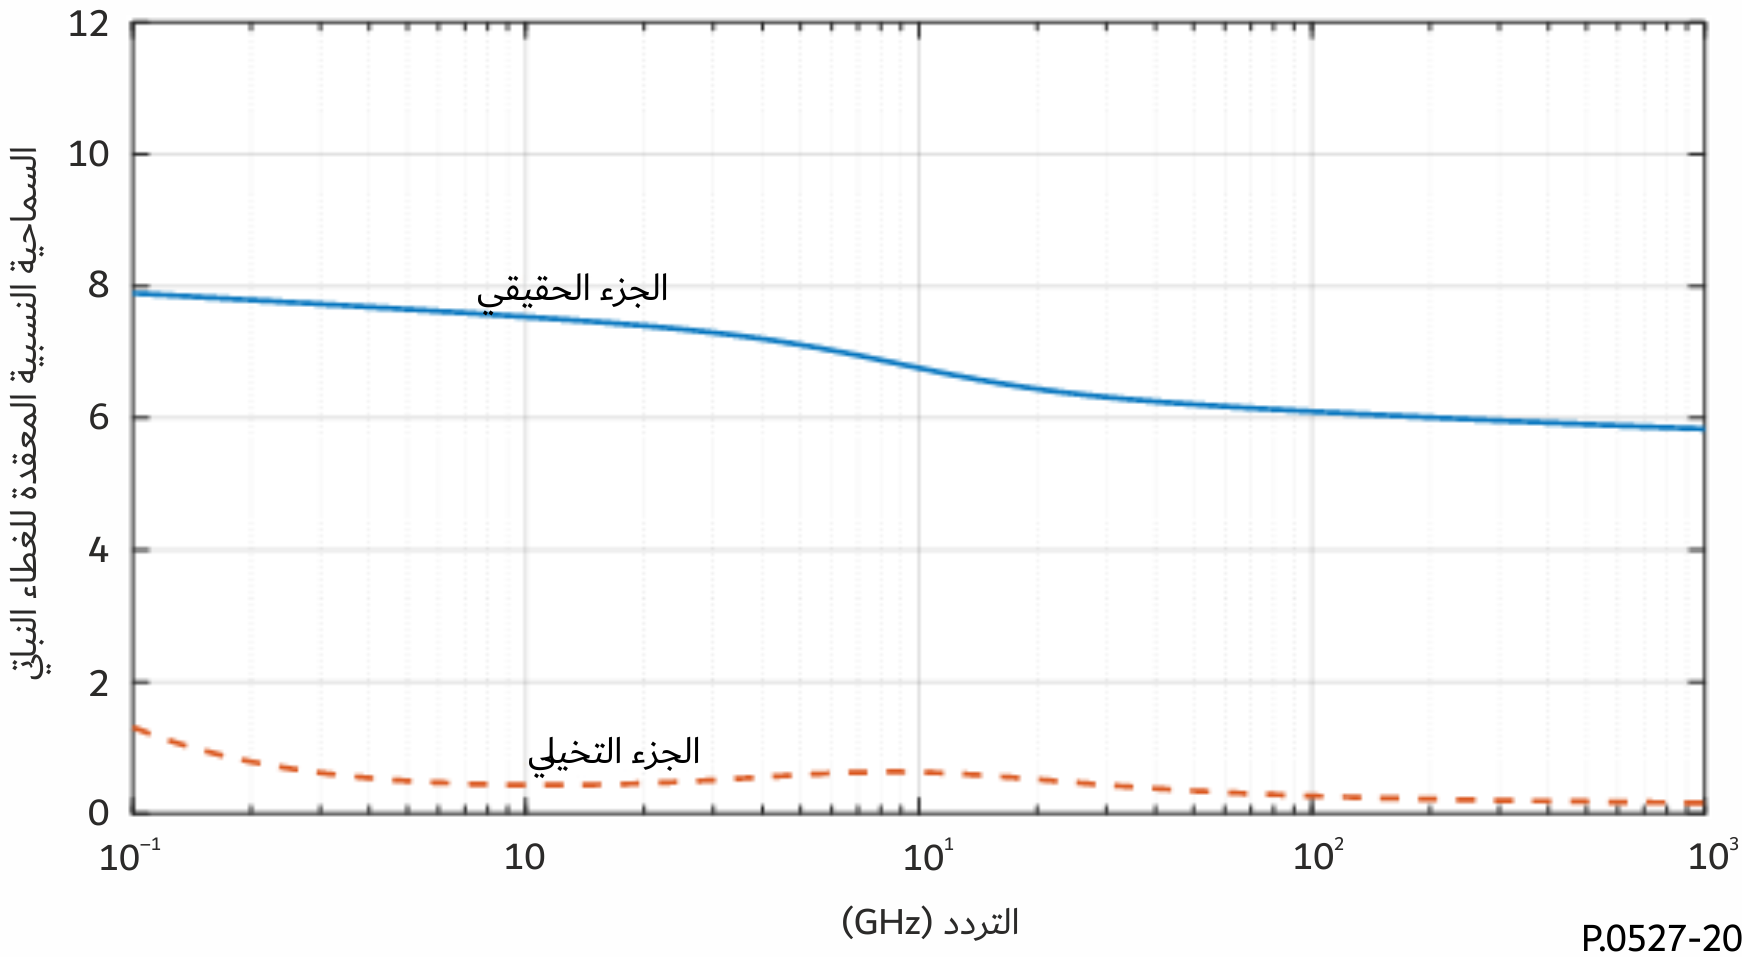 السماحية النسبية المعقدة للغطاء النباتي
12
10
8
6
4
2
0
الجزء الحقيقي
الجزء التخيلي
10⁻¹
10
10¹
10²
10³
التردد (GHz)
P.0527-20